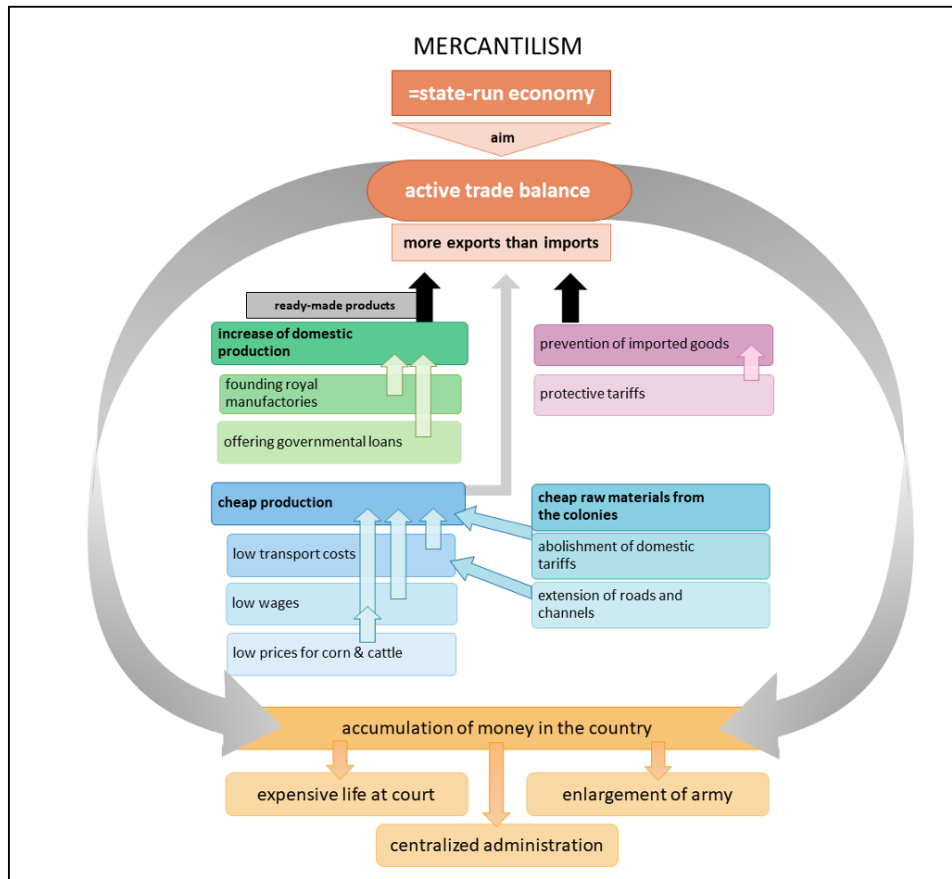 MERCANTILISM
=state-run economy
aim
active trade balance
more exports than imports
ready-made products
increase of domestic
production
founding royal
manufactories
offering governmental loans
prevention of imported goods
protective tariffs
cheap production
low transport costs
low wages
low prices for corn & cattle
cheap raw materials from
the colonies
abolishment of domestic
tariffs
extension of roads and
channels
accumulation of money in the country
expensive life at court
enlargement of army
centralized administration